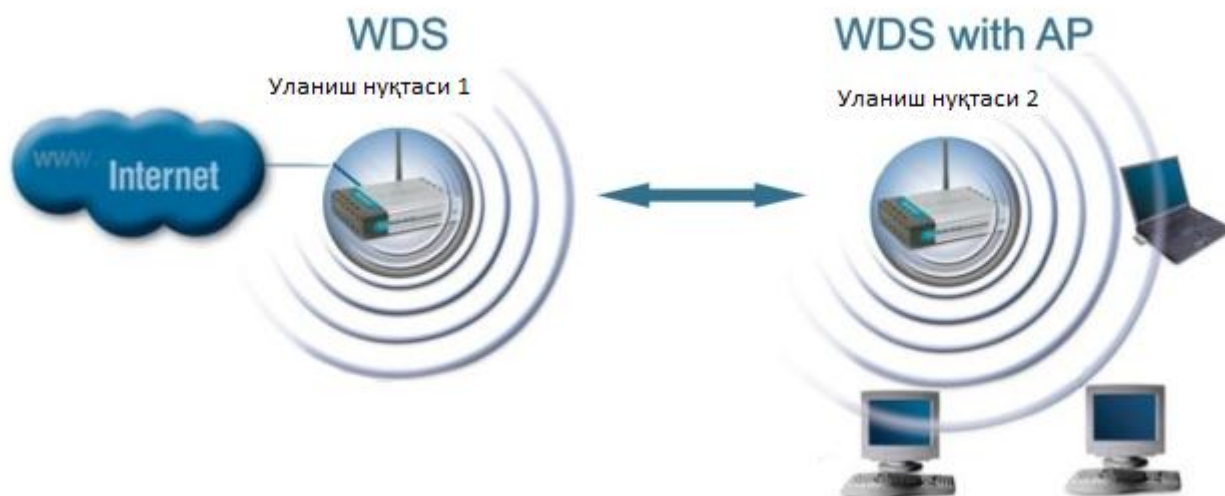 WDS
Уланиш нуқтаси 1
www.
Internet
WDS with AP
Уланиш нуқтаси 2